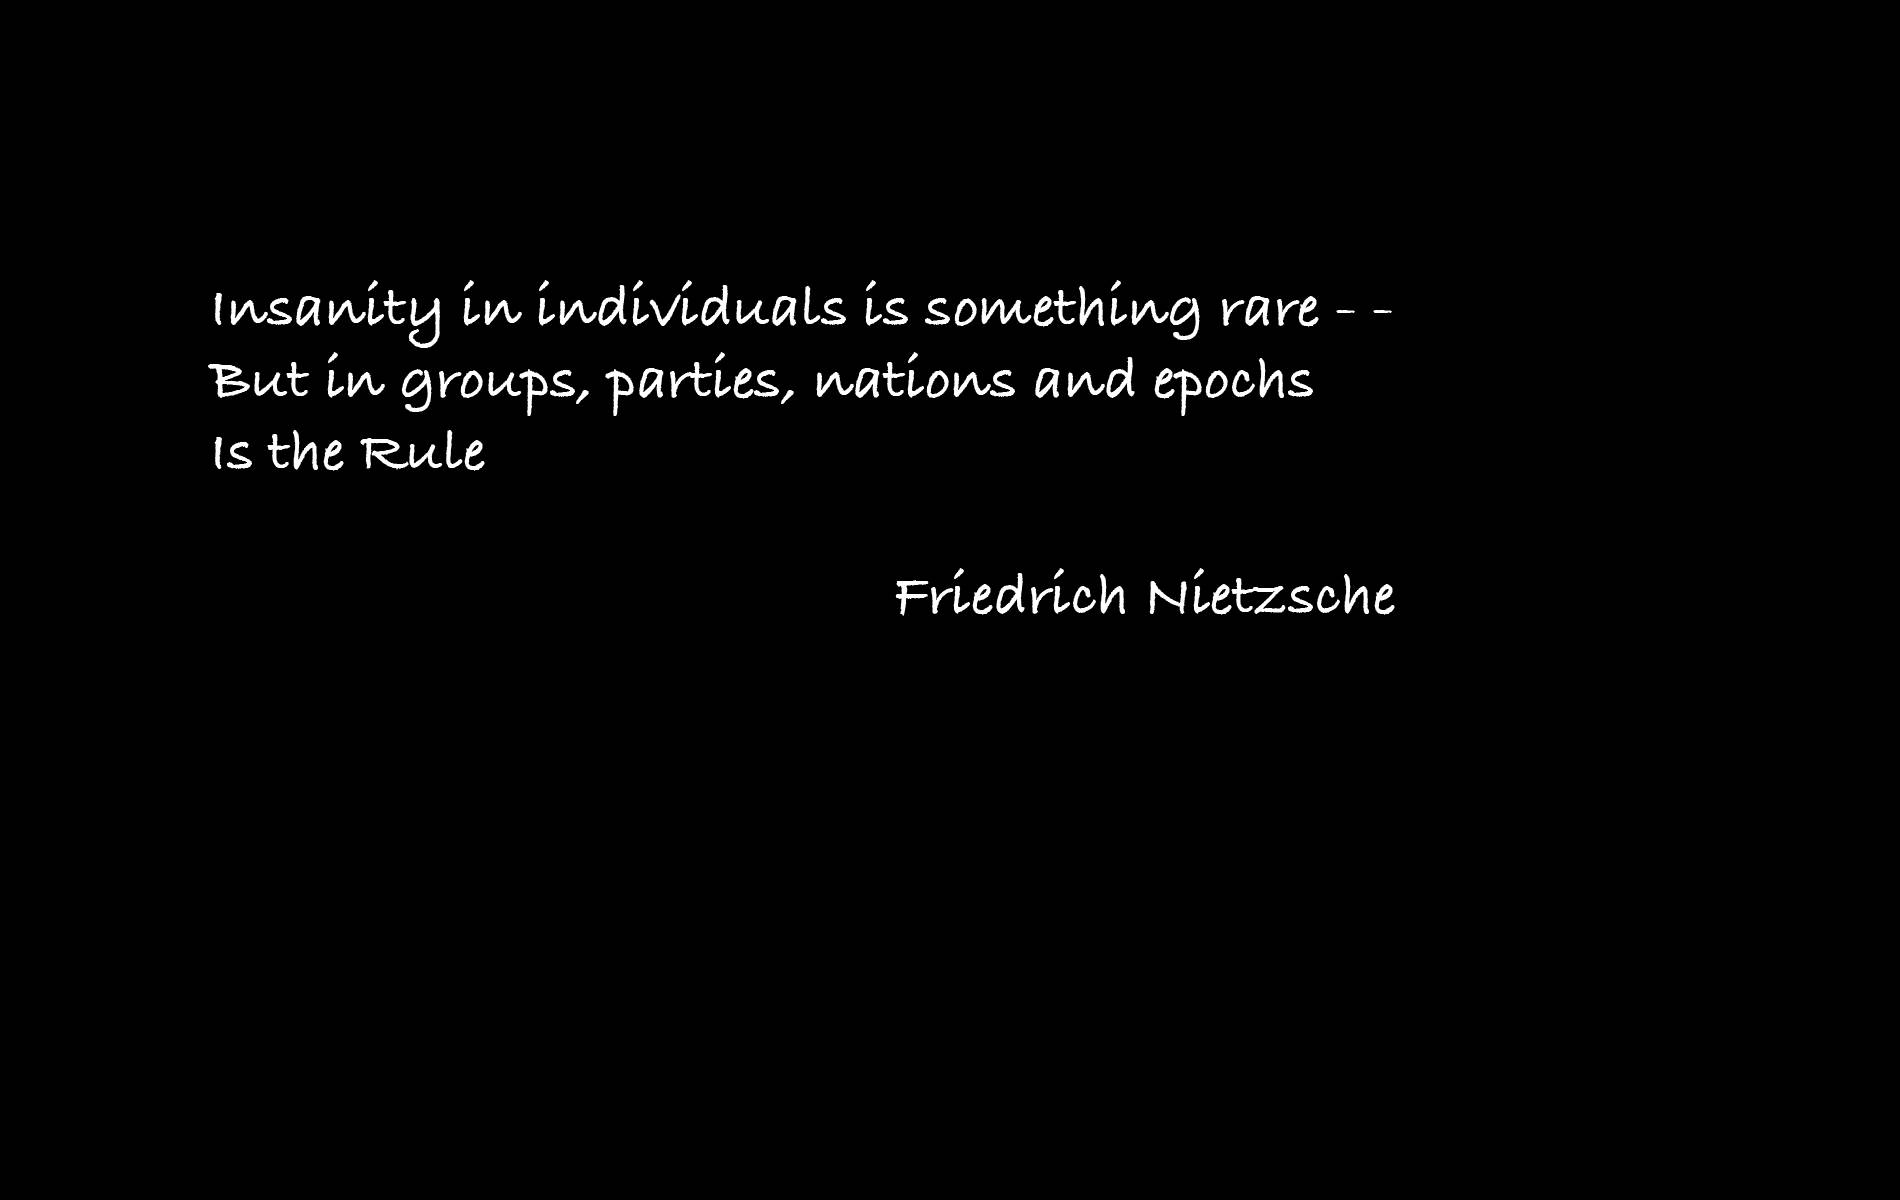 Insanity in individuals is something rare - -
But in groups, parties, nations and epochs
Is the Rule
Friedrich Nietzsche